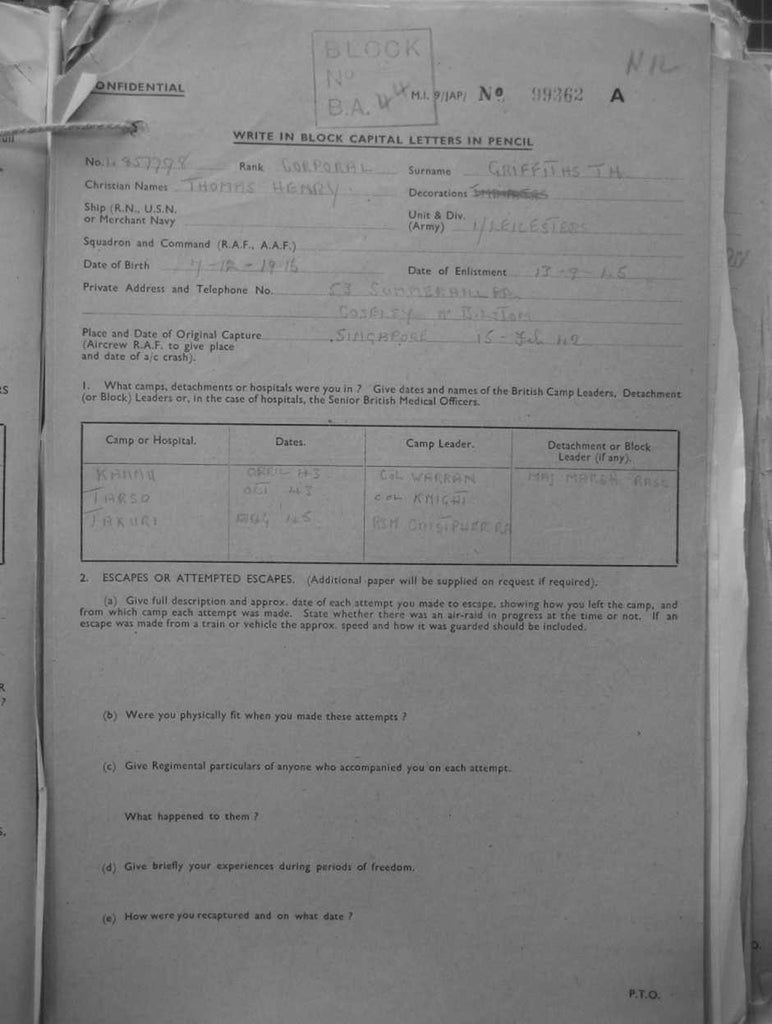 BLOCK
No
B.A. 44
NIL
ONFIDENTIAL
M.I. 9/JAP/ No. 99362 A
WRITE IN BLOCK CAPITAL LETTERS IN PENCIL
No. 4857798 Rank CORPORAL Surname GRIFFITHS TH
Christian Names THOMAS HENRY Decorations
Ship (R.N., U.S.N. or Merchant Navy
Unit & Div. (Army) 1/LEICESTERS
Squadron and Command (R.A.F., A.A.F.)
Date of Birth 7-12-1916 Date of Enlistment 13-9-45
Private Address and Telephone No. 53
COSELEY Nr BILSTON
Place and Date of Original Capture SINGAPORE 15-Feb 42
(Aircrew R.A.F. to give place
and date of a/c crash).
1. What camps, detachments or hospitals were you in ? Give dates and names of the British Camp Leaders, Detachment
(or Block) Leaders or, in the case of hospitals, the Senior British Medical Officers.
Camp or Hospital. Dates. Camp Leader. Detachment or Block Leader (if any).
KANNU 43 COL WARRAN MAJ MARSH
TARSO OCT 43 COL KNIGHT
TAKURI AUG 45 RSM
2. ESCAPES OR ATTEMPTED ESCAPES. (Additional paper will be supplied on request if required).
(a) Give full description and approx. date of each attempt you made to escape, showing how you left the camp, and
from which camp each attempt was made. State whether there was an air-raid in progress at the time or not. If an
escape was made from a train or vehicle the approx. speed and how it was guarded should be included.
(b) Were you physically fit when you made these attempts ?
(c) Give Regimental particulars of anyone who accompanied you on each attempt.
What happened to them ?
(d) Give briefly your experiences during periods of freedom.
(e) How were you recaptured and on what date ?
P.T.O.